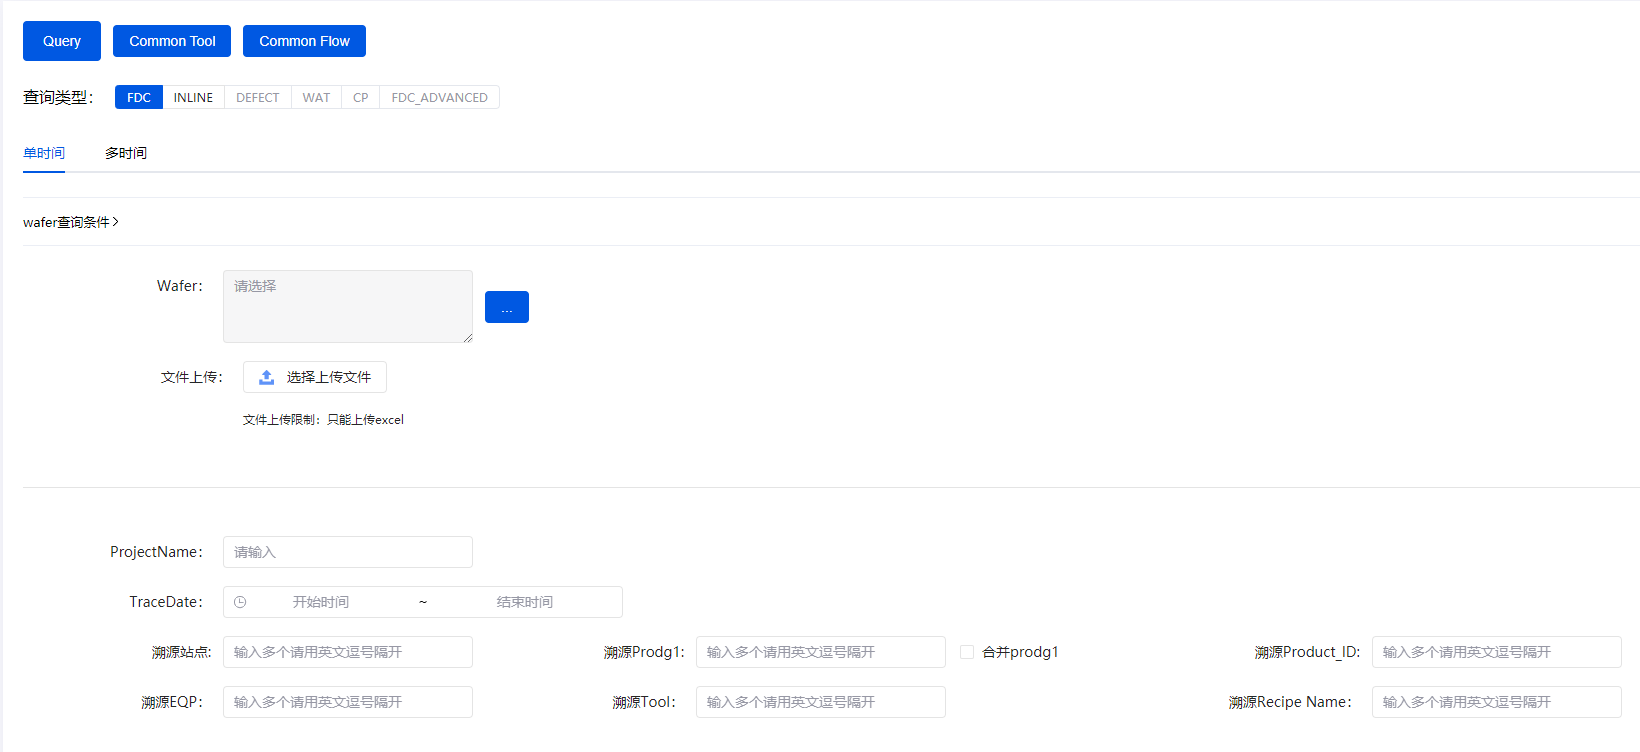 Query Common Tool Common Flow
查询类型： FDC INLINE DEFECT WAT CP FDC_ADVANCED
单时间 多时间
wafer查询条件
Wafer： 请选择
...
文件上传： 选择上传文件
文件上传限制：只能上传excel
ProjectName： 请输入
TraceDate： 开始时间 ~ 结束时间
溯源站点: 输入多个请用英文逗号隔开 溯源Prodg1: 输入多个请用英文逗号隔开 合并prodg1 溯源Product_ID: 输入多个请用英文逗号隔开
溯源EQP： 输入多个请用英文逗号隔开 溯源Tool： 输入多个请用英文逗号隔开 溯源Recipe Name： 输入多个请用英文逗号隔开